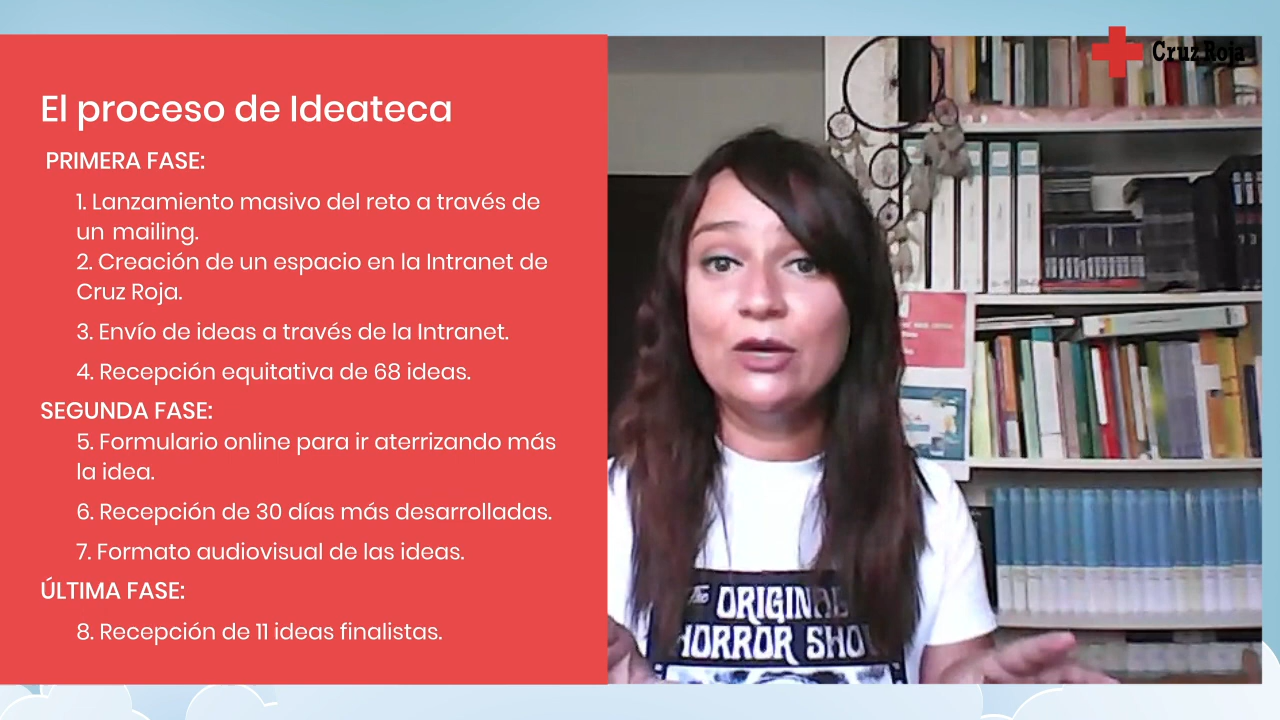 El proceso de Ideateca
PRIMERA FASE:
1. Lanzamiento masivo del reto a través de
un mailing.
2. Creación de un espacio en la Intranet de
Cruz Roja.
3. Envío de ideas a través de la Intranet.
4. Recepción equitativa de 68 ideas.
SEGUNDA FASE:
5. Formulario online para ir aterrizando más
la idea.
6. Recepción de 30 días más desarrolladas.
7. Formato audiovisual de las ideas.
ÚLTIMA FASE:
8. Recepción de 11 ideas finalistas.
Cruz Roja
The
ORIGINAL
HORROR SHOW